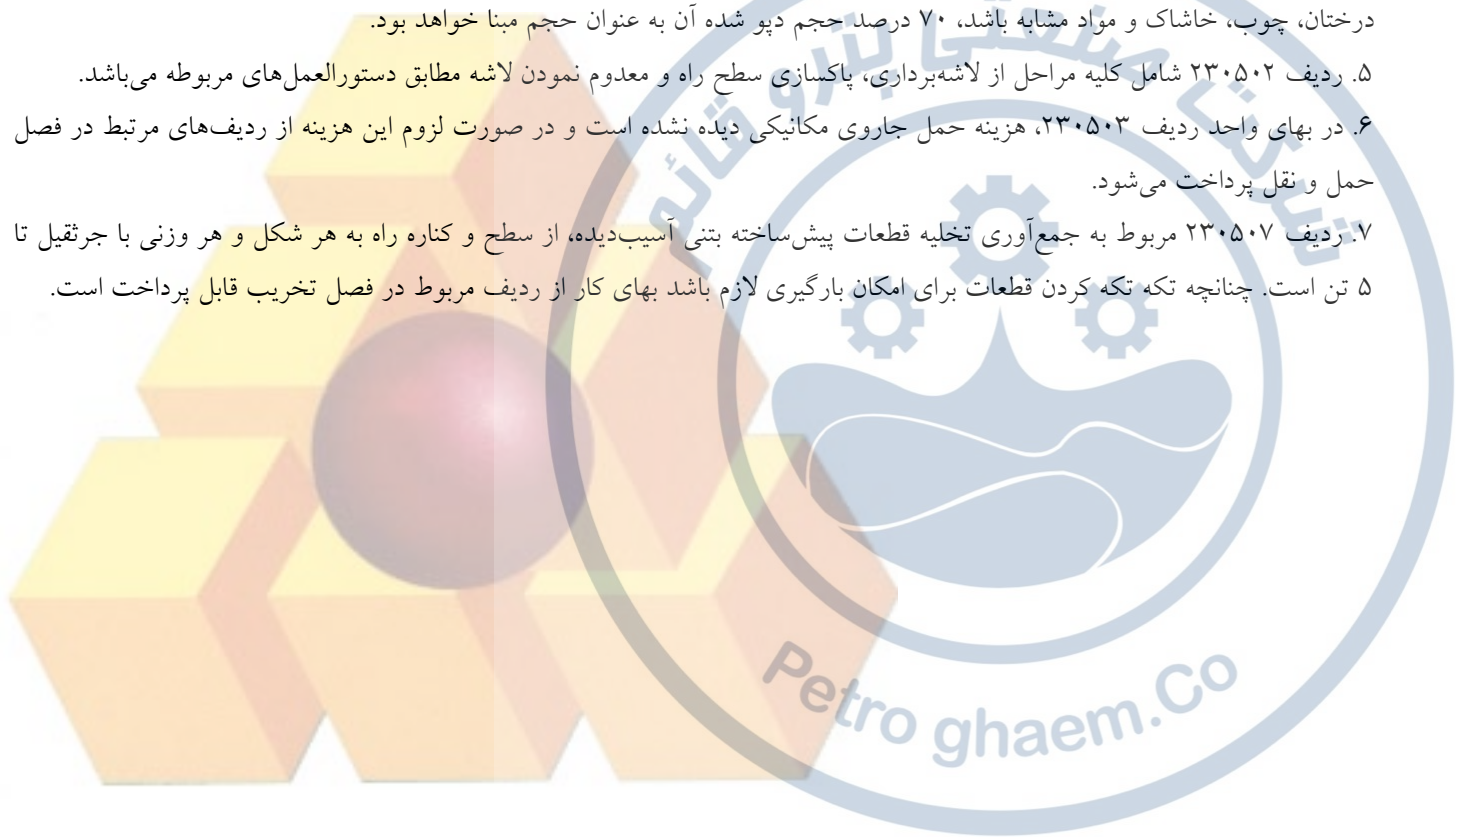 درختان، چوب، خاشاک و مواد مشابه باشد، ۷۰ درصد حجم دپو شده آن به عنوان حجم مبنا خواهد بود.
۵. ردیف ۲۳۰۵۰۲ شامل کلیه مراحل از لاشه‌برداری، پاکسازی سطح راه و معدوم نمودن لاشه مطابق دستورالعمل‌های مربوطه می‌باشد.
۶. در بهای واحد ردیف ۲۳۰۵۰۳، هزینه حمل جاروی مکانیکی دیده نشده است و در صورت لزوم این هزینه از ردیف‌های مرتبط در فصل
حمل و نقل پرداخت می‌شود.
۷. ردیف ۲۳۰۵۰۷ مربوط به جمع‌آوری تخلیه قطعات پیش‌ساخته بتنی آسیب‌دیده، از سطح و کناره راه به هر شکل و هر وزنی با جرثقیل تا
۵ تن است. چنانچه تکه تکه کردن قطعات برای امکان بارگیری لازم باشد بهای کار از ردیف مربوط در فصل تخریب قابل پرداخت است.
شرکت صنعتی پترو قائم
Petro ghaem.Co